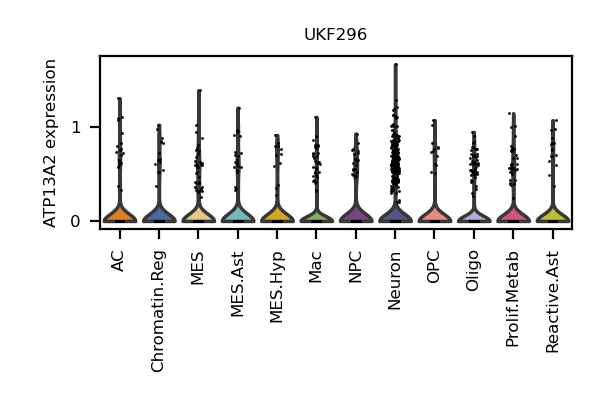 UKF296
ATP13A2 expression
1
0
AC
Chromatin.Reg
MES
MES.Ast
MES.Hyp
Mac
NPC
Neuron
OPC
Oligo
Prolif.Metab
Reactive.Ast